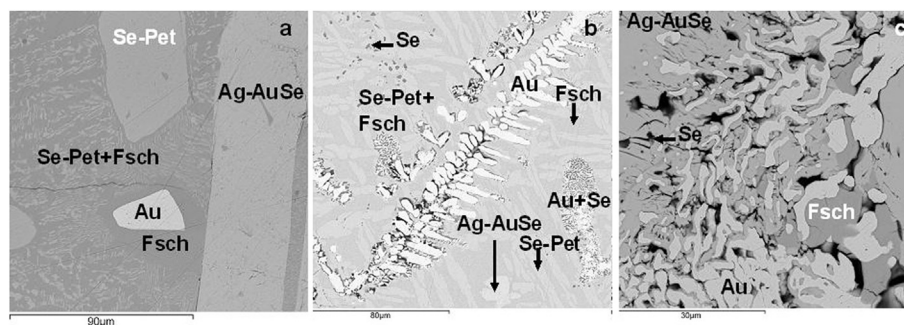 Se-Pet
a
Ag-AuSe
Se-Pet+Fsch
Au
Fsch
90µm
b
Se
Au
Fsch
Se-Pet+
Fsch
Au+Se
Ag-AuSe
Se-Pet
80µm
Ag-AuSe
c
Se
Fsch
Au
30µm